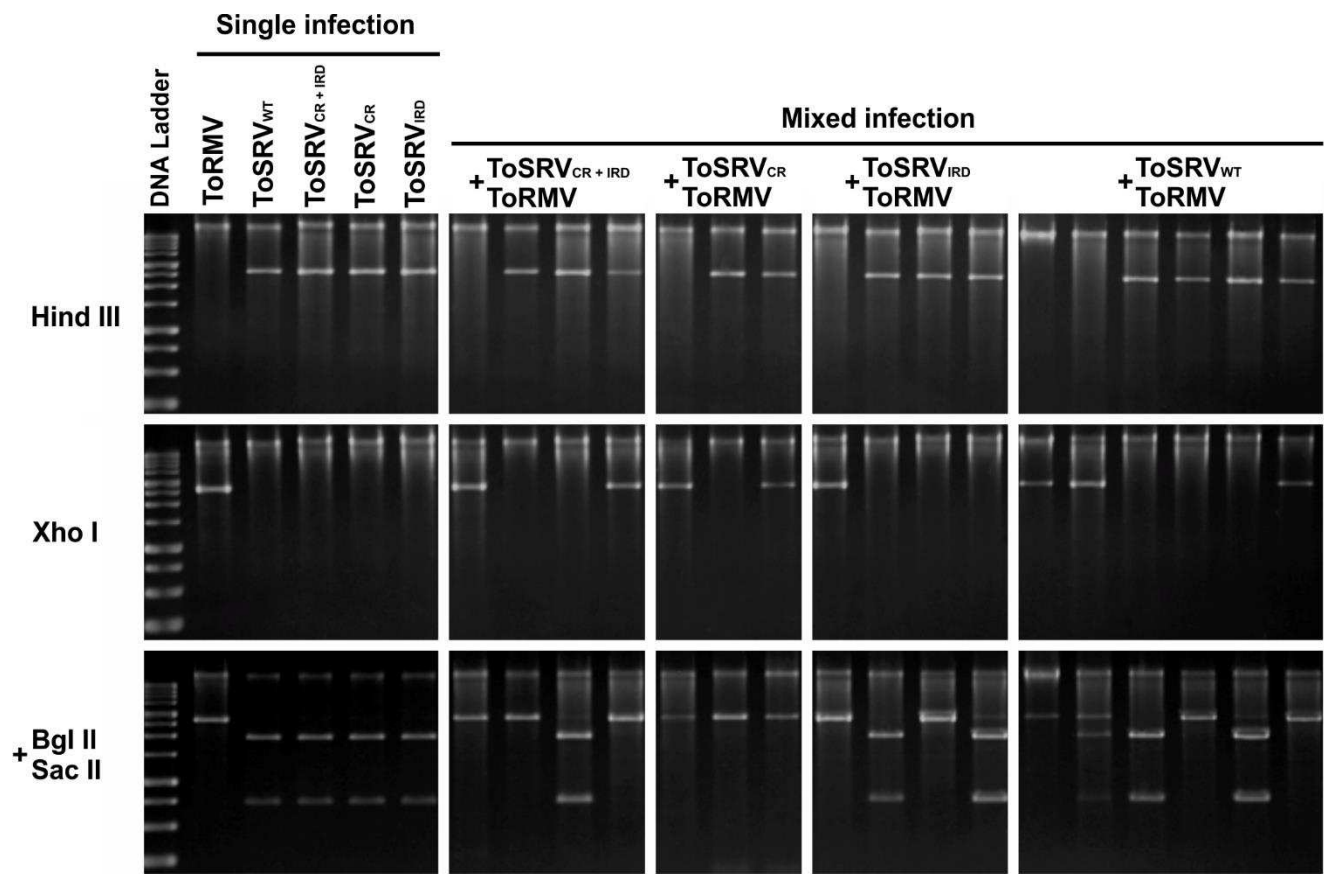 Single infection
DNA Ladder
ToRMV
ToSRVWT
ToSRVCR + IRD
ToSRVCR
ToSRVIRD
Mixed infection
+ToSRVCR + IRD
ToRMV
+ToSRVCR
ToRMV
+ToSRVIRD
ToRMV
+ToSRVWT
ToRMV
Hind III
Xho I
+Bgl II
Sac II